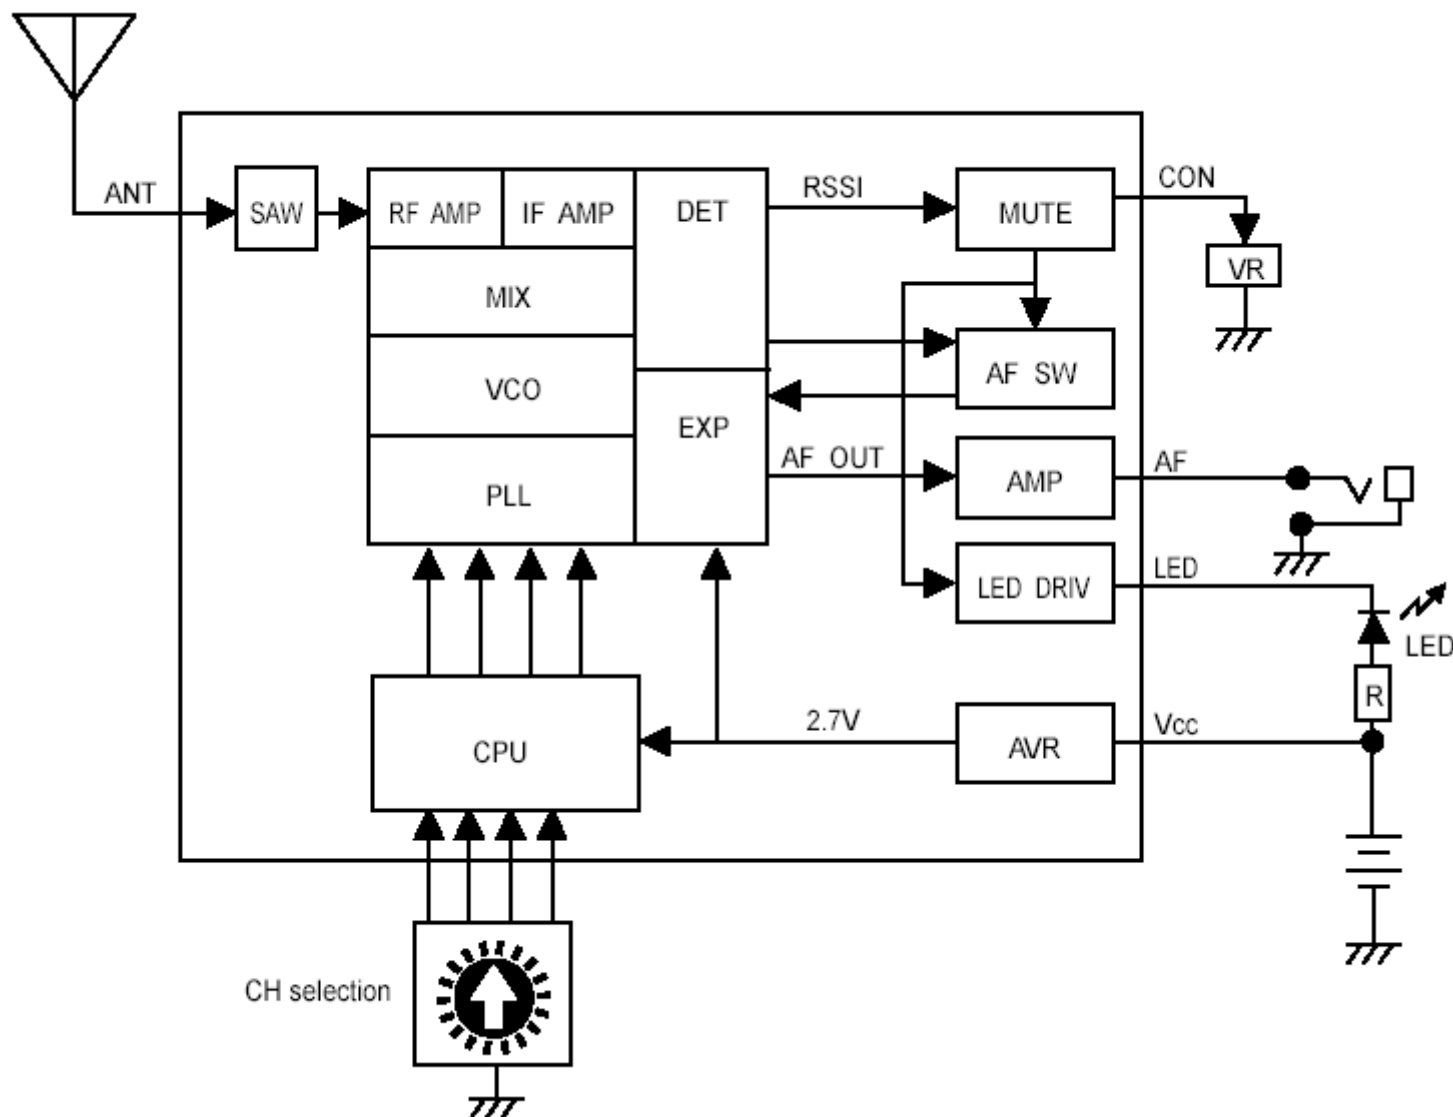 ANT
SAW
RF AMP
IF AMP
DET
RSSI
MUTE
CON
VR
MIX
VCO
AF SW
EXP
PLL
AF OUT
AMP
AF
LED DRIV
LED
LED
R
CPU
2.7V
AVR
Vcc
CH selection